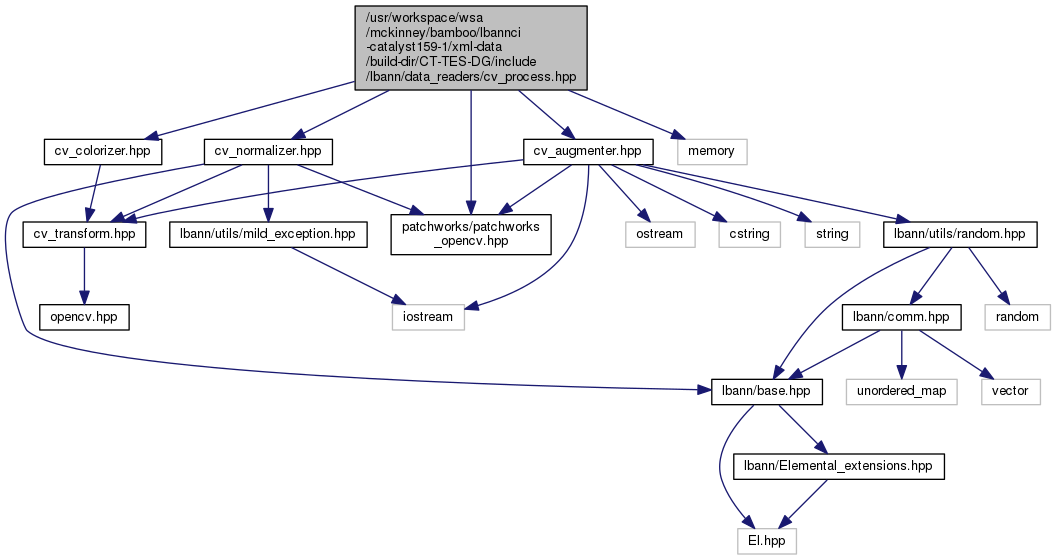 /usr/workspace/wsa
/mckinney/bamboo/lbannci
-catalyst159-1/xml-data
/build-dir/CT-TES-DG/include
/lbann/data_readers/cv_process.hpp
cv_colorizer.hpp
cv_normalizer.hpp
cv_augmenter.hpp
memory
cv_transform.hpp
lbann/utils/mild_exception.hpp
patchworks/patchworks
_opencv.hpp
ostream
cstring
string
lbann/utils/random.hpp
opencv.hpp
iostream
lbann/comm.hpp
random
lbann/base.hpp
unordered_map
vector
lbann/Elemental_extensions.hpp
El.hpp